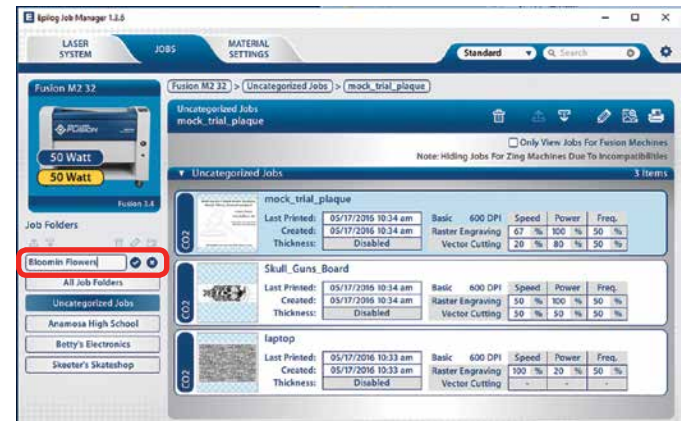 Epilog Job Manager 1.3.6
LASER SYSTEM
JOBS
MATERIAL SETTINGS
Standard
Search
Fusion M2 32
Fusion M2 32 > Uncategorized Jobs > mock_trial_plaque
Uncategorized Jobs
mock_trial_plaque
Only View Jobs For Fusion Machines
Note: Hiding Jobs For Zing Machines Due To Incompatibilities
FUSION
50 Watt
50 Watt
Fusion 3.4
Uncategorized Jobs 3 Items
Job Folders
Bloomin Flowers
All Job Folders
Uncategorized Jobs
Anamosa High School
Betty's Electronics
Skeeter's Skateshop
CO2
mock_trial_plaque
Last Printed: 05/17/2016 10:34 am Basic 600 DPI Speed Power Freq.
Created: 05/17/2016 10:34 am Raster Engraving 67 % 100 % 50 %
Thickness: Disabled Vector Cutting 20 % 80 % 50 %
CO2
Skull_Guns_Board
Last Printed: 05/17/2016 10:34 am Basic 600 DPI Speed Power Freq.
Created: 05/17/2016 10:34 am Raster Engraving 50 % 100 % 50 %
Thickness: Disabled Vector Cutting 50 % 50 % 50 %
CO2
laptop
Last Printed: 05/17/2016 10:33 am Basic 600 DPI Speed Power Freq.
Created: 05/17/2016 10:33 am Raster Engraving 100 % 20 % 50 %
Thickness: Disabled Vector Cutting - - -